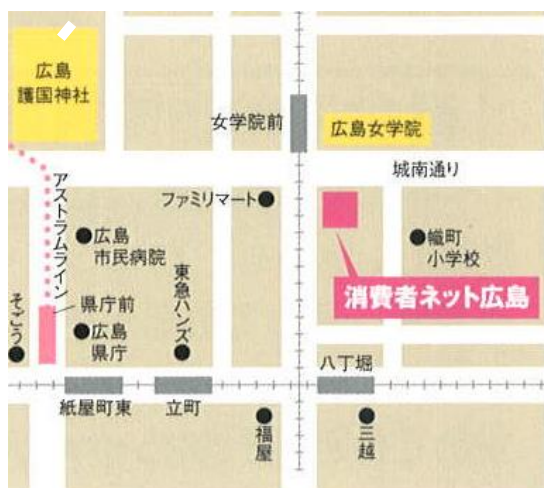 広島
護国神社
女学院前
広島女学院
城南通り
アストラムライン
ファミリマート
広島
市民病院
幟町
小学校
東急ハンズ
消費者ネット広島
県庁前
そごう
広島
県庁
八丁堀
紙屋町東
立町
福屋
三越